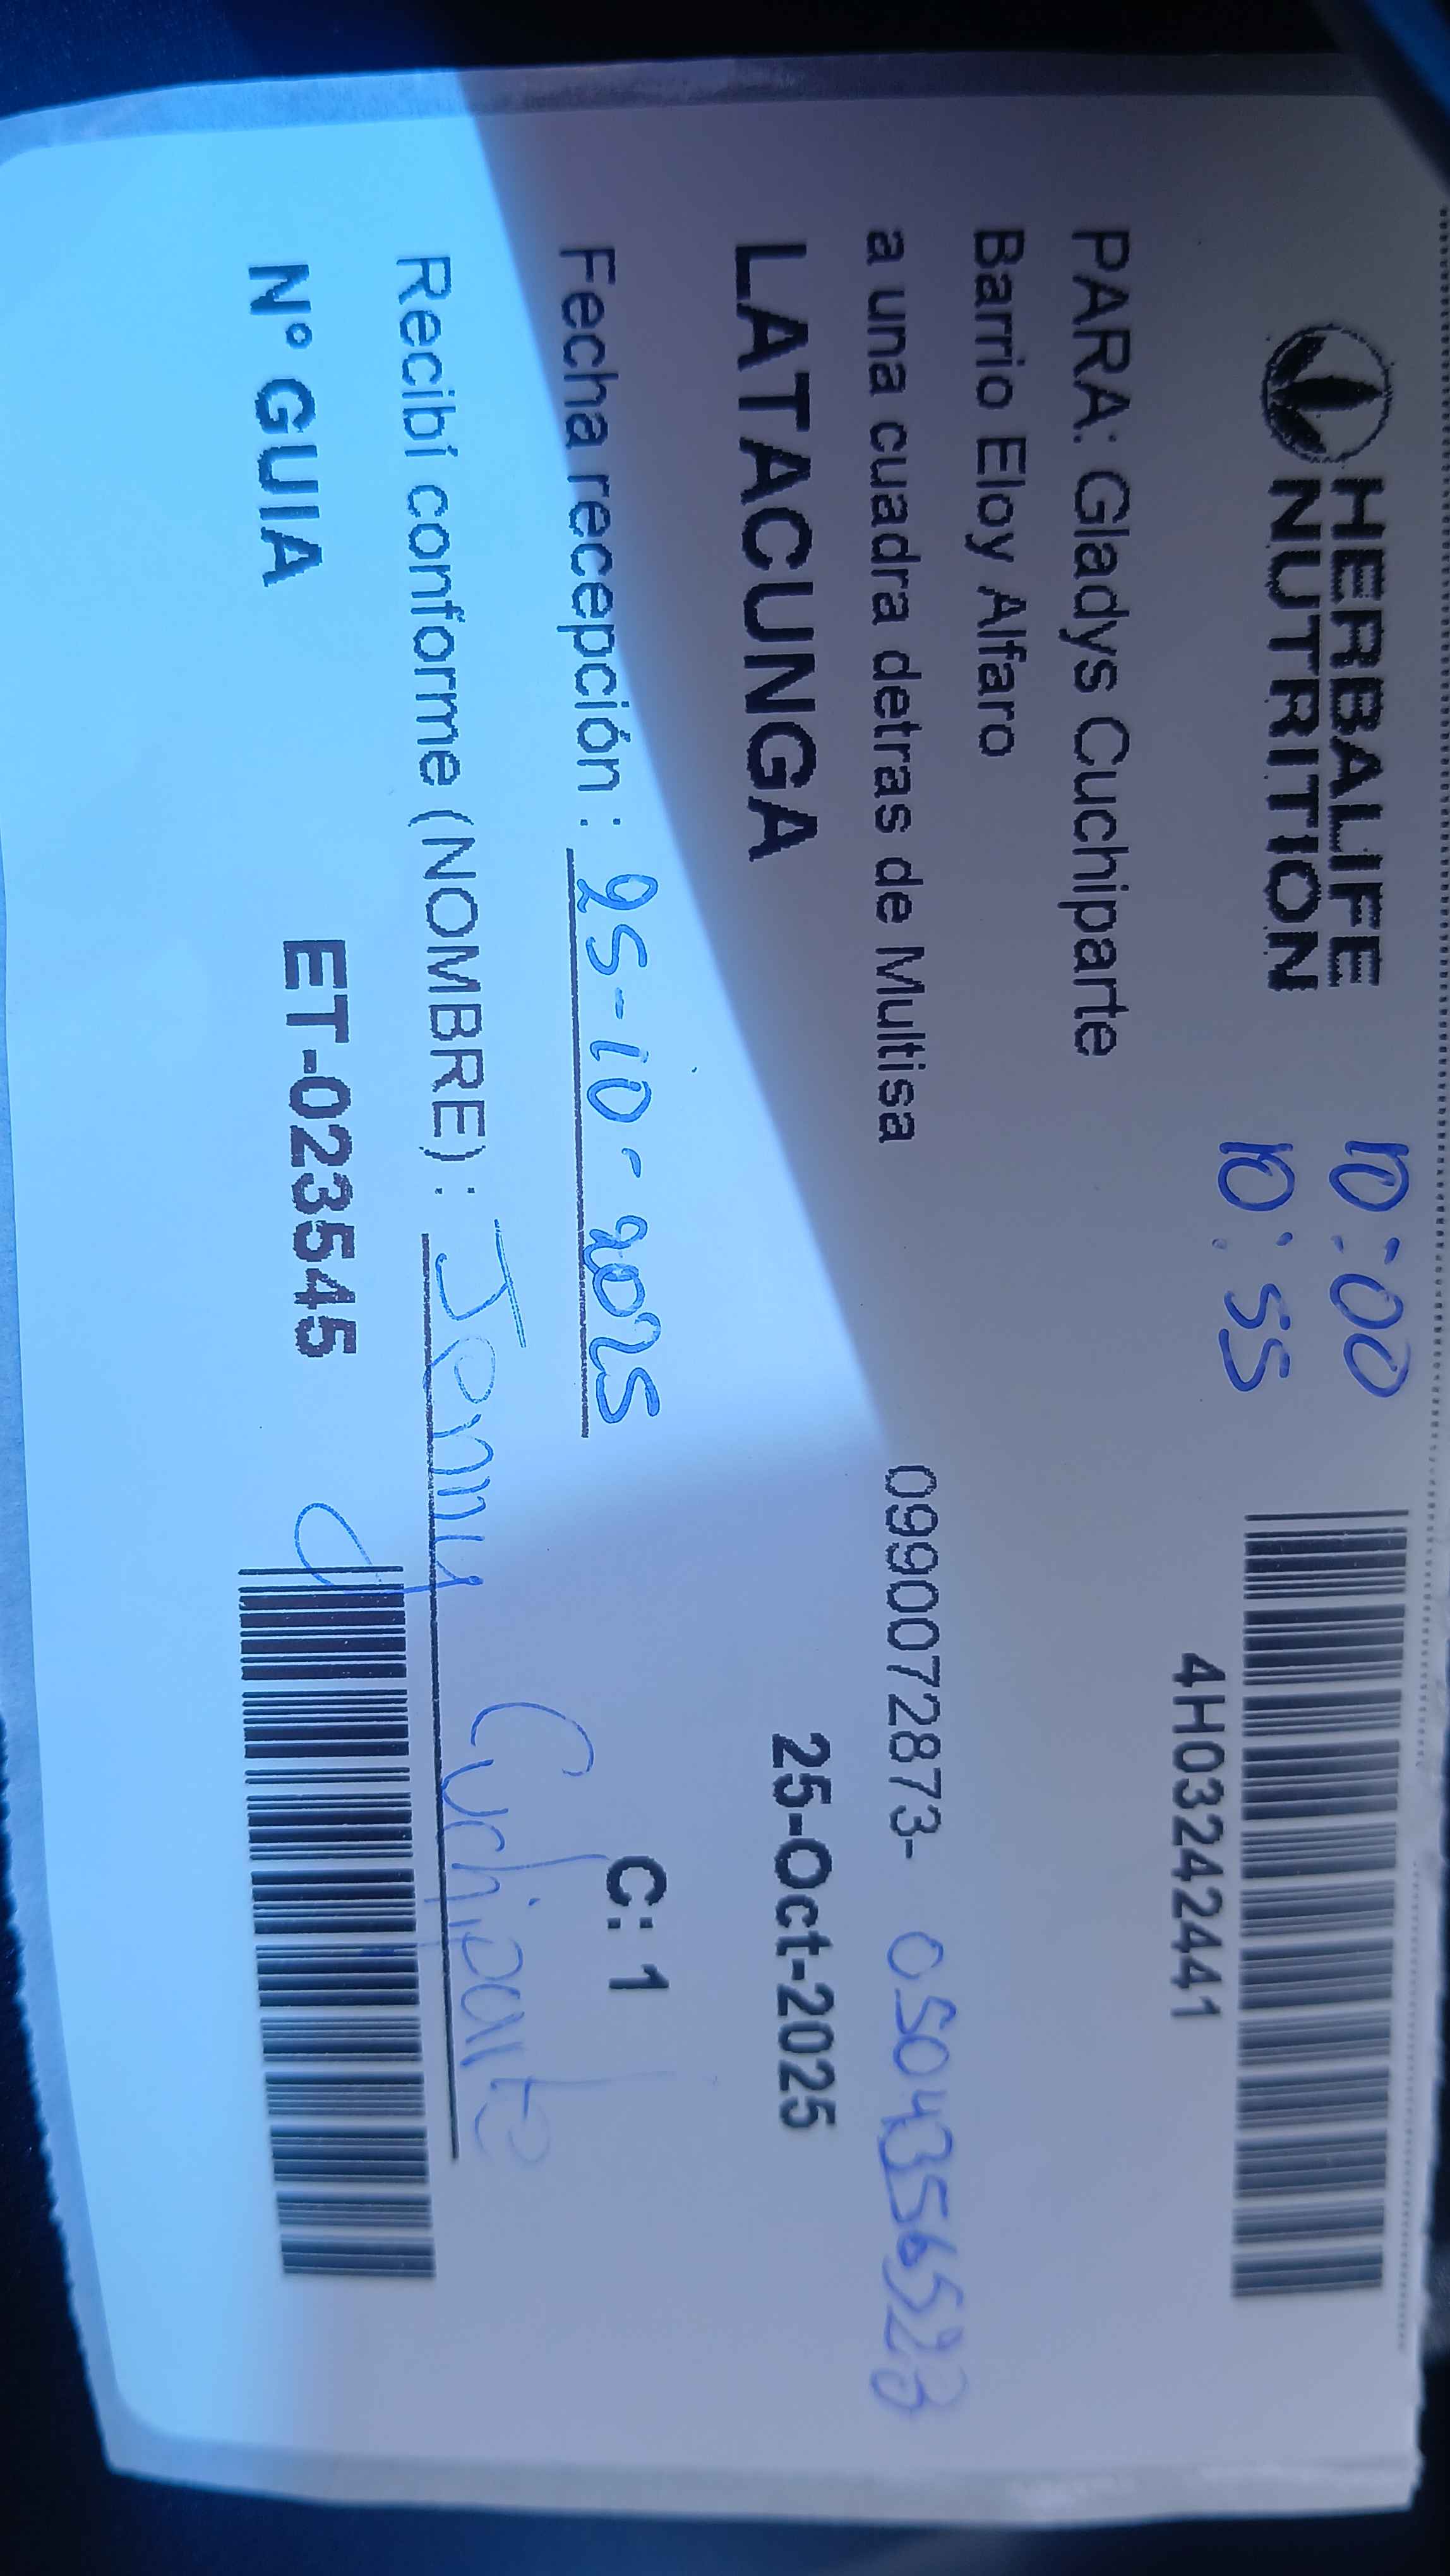 HERBALIFE
NUTRITION
10:00
10:55
4H03242441
PARA: Gladys Cuchiparte
Barrio Eloy Alfaro
a una cuadra detras de Multisa 0990072873- 0504356523
LATACUNGA 25-Oct-2025
Fecha recepción : 25-10-2025 C: 1
Recibí conforme (NOMBRE) : Jenny Cuchiparte
N° GUIA ET-023545